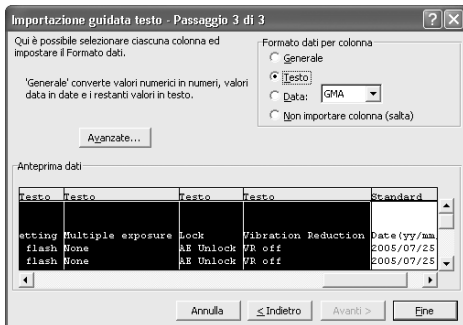 Importazione guidata testo - Passaggio 3 di 3
Qui è possibile selezionare ciascuna colonna ed
impostare il Formato dati.
'Generale' converte valori numerici in numeri, valori
data in date e i restanti valori in testo.
Avanzate...
Formato dati per colonna
Generale
Testo
Data: GMA
Non importare colonna (salta)
Anteprima dati
Testo Testo Testo Testo Standard
etting Multiple exposure Lock Vibration Reduction Date(yy/mm
flash None AE Unlock VR off 2005/07/25
flash None AE Unlock VR off 2005/07/25
Annulla < Indietro Avanti > Fine